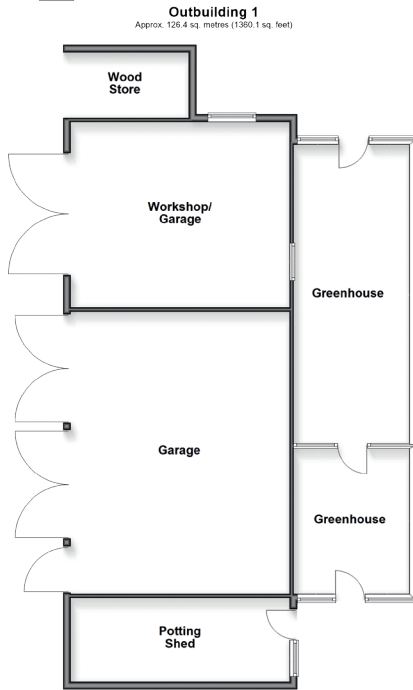 Outbuilding 1
Approx. 126.4 sq. metres (1360.1 sq. feet)
Wood
Store
Workshop/
Garage
Greenhouse
Garage
Greenhouse
Potting
Shed